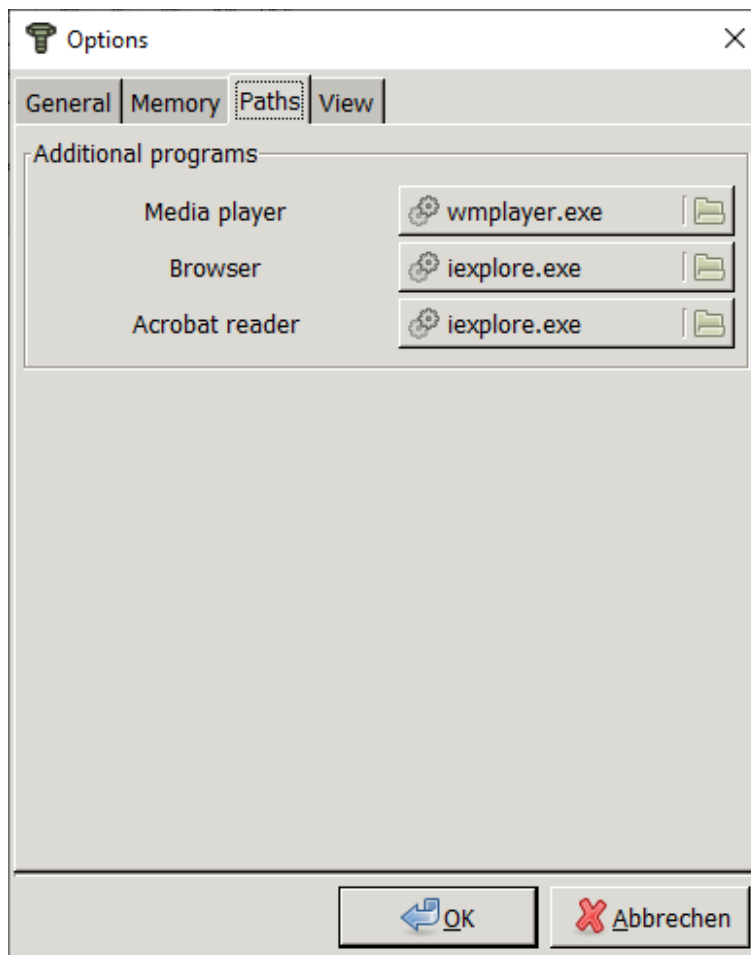 Options
General Memory Paths View
Additional programs
Media player wmplayer.exe
Browser iexplore.exe
Acrobat reader iexplore.exe
OK Abbrechen